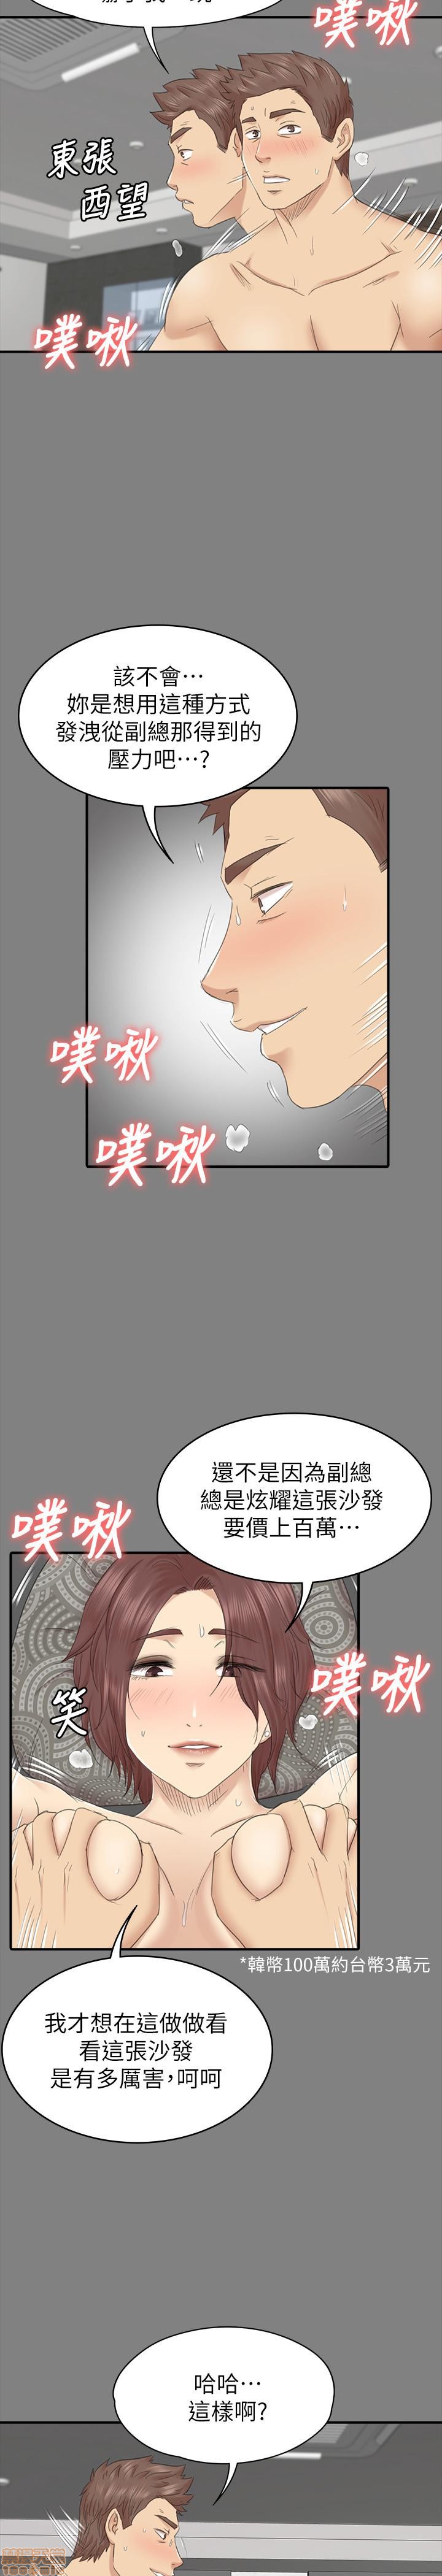 噗啾
東張
西望
噗啾
該不會…
妳是想用這種方式
發洩從副總那得到的
壓力吧…?
噗啾
噗啾
還不是因為副總
總是炫耀這張沙發
要價上百萬…
噗啾
噗啾
笑
*韓幣100萬約台幣3萬元
我才想在這做做看
看這張沙發
是有多厲害，呵呵
哈哈…
這樣啊?